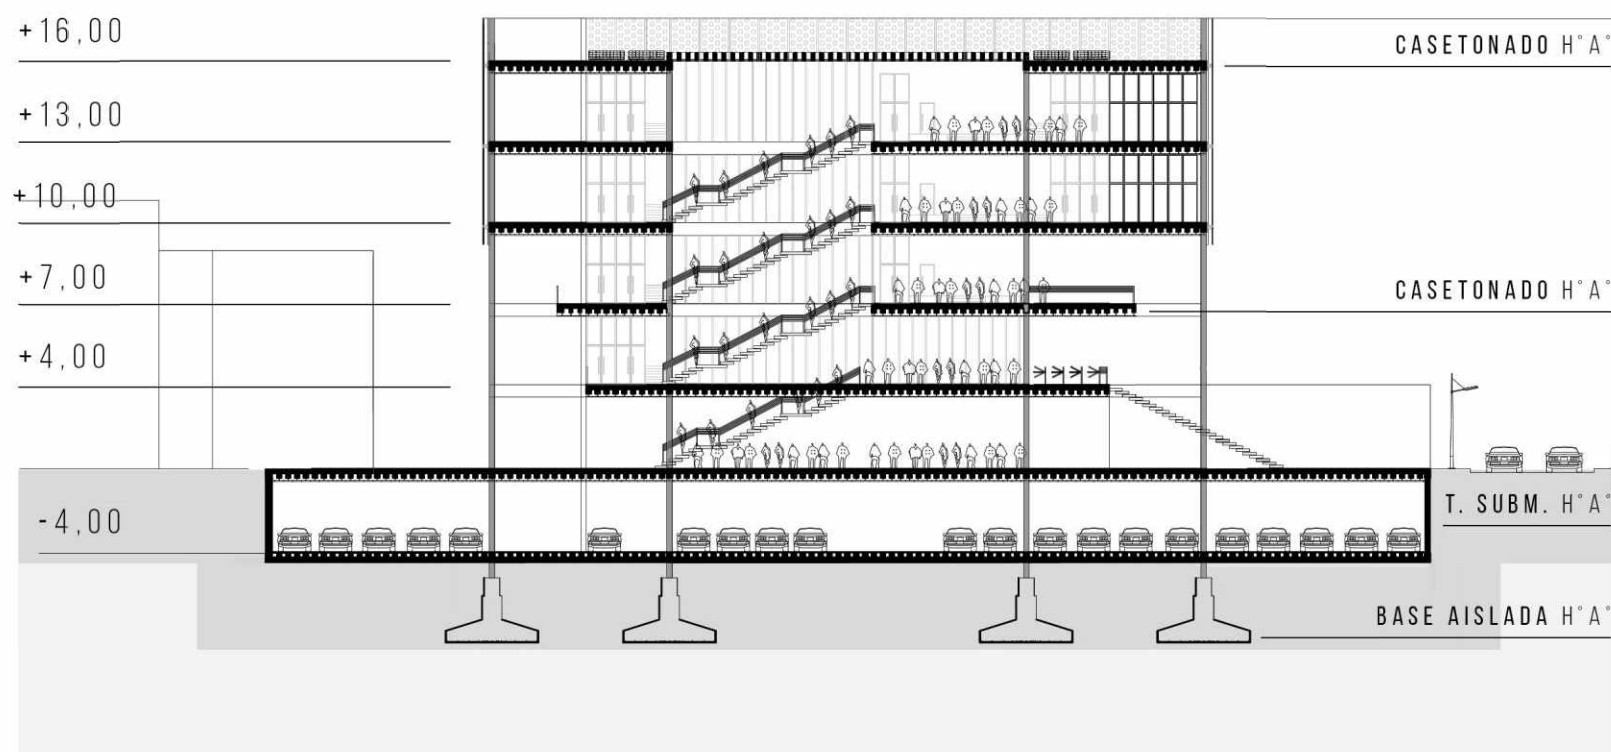 +16,00
CASETONADO H°A°
+13,00
+10,00
+7,00
CASETONADO H°A°
+4,00
-4,00
T. SUBM. H°A°
BASE AISLADA H°A°